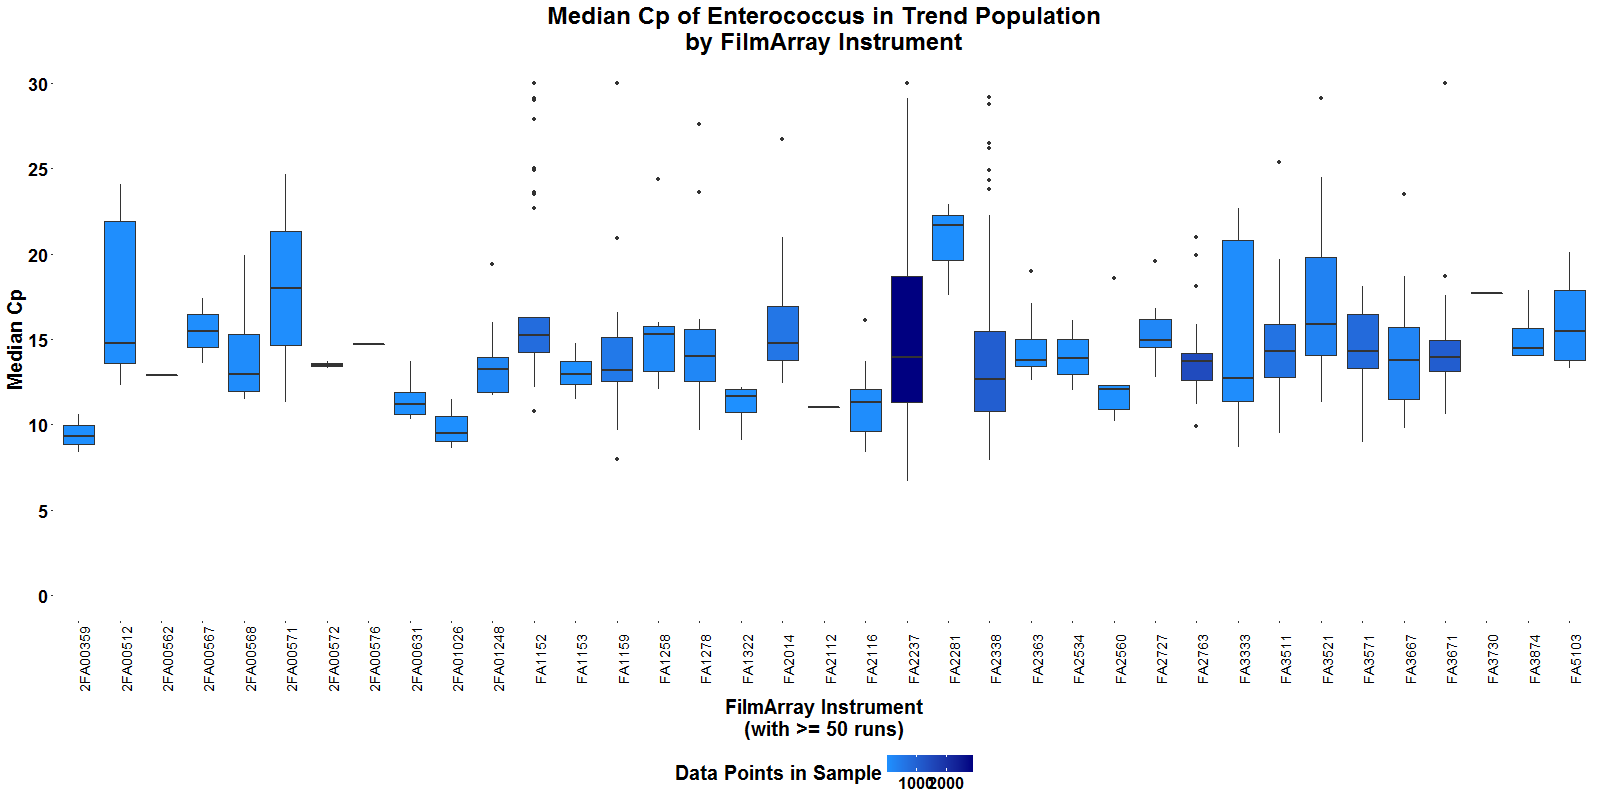 Median Cp of Enterococcus in Trend Population
by FilmArray Instrument
Median Cp
30
25
20
15
10
5
0
2FA00359
2FA00512
2FA00562
2FA00567
2FA00568
2FA00571
2FA00572
2FA00576
2FA00631
2FA01026
2FA01248
FA1152
FA1153
FA1159
FA1258
FA1278
FA1322
FA2014
FA2112
FA2116
FA2237
FA2281
FA2338
FA2363
FA2534
FA2560
FA2727
FA2763
FA3333
FA3511
FA3521
FA3571
FA3667
FA3671
FA3730
FA3874
FA5103
FilmArray Instrument
(with >= 50 runs)
Data Points in Sample
1000
2000